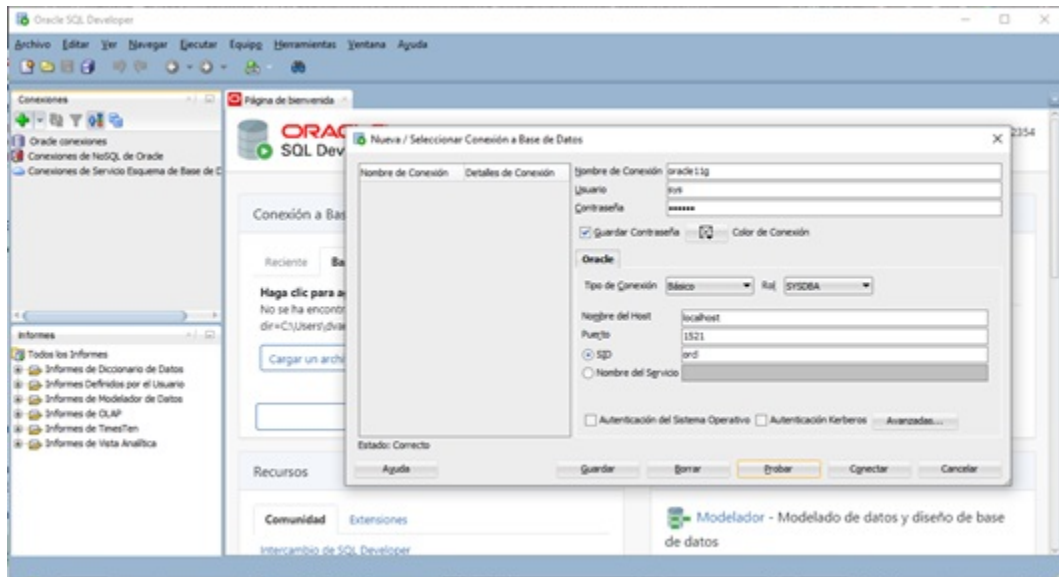 Oracle SQL Developer
Archivo Editar Ver Navegar Ejecutar Equipo Herramientas Ventana Ayuda
Conexiones
Oracle conexiones
Conexiones de NoSQL de Oracle
Conexiones de Servicio Esquema de Base de D
Informes
Todos los Informes
Informes de Diccionario de Datos
Informes Definidos por el Usuario
Informes de Modelador de Datos
Informes de OLAP
Informes de TimesTen
Informes de Vista Analítica
Página de bienvenida
ORAC
SQL Dev
2354
Conexión a Bas
Reciente Ba
Haga clic para a
No se ha encontr
dir=C:\Users\dva
Cargar un archi
Recursos
Comunidad Extensiones
Intercambio de SQL Developer
Modelador - Modelado de datos y diseño de base
de datos
Nueva / Seleccionar Conexión a Base de Datos
Nombre de Conexión Detalles de Conexión
Nombre de Conexión oracle11g
Usuario sys
Contraseña ••••••
Guardar Contraseña Color de Conexión
Oracle
Tipo de Conexión Básico Rol SYSDBA
Nombre del Host localhost
Puerto 1521
SID ord
Nombre del Servicio
Autenticación del Sistema Operativo Autenticación Kerberos Avanzadas...
Estado: Correcto
Ayuda Guardar Borrar Probar Conectar Cancelar